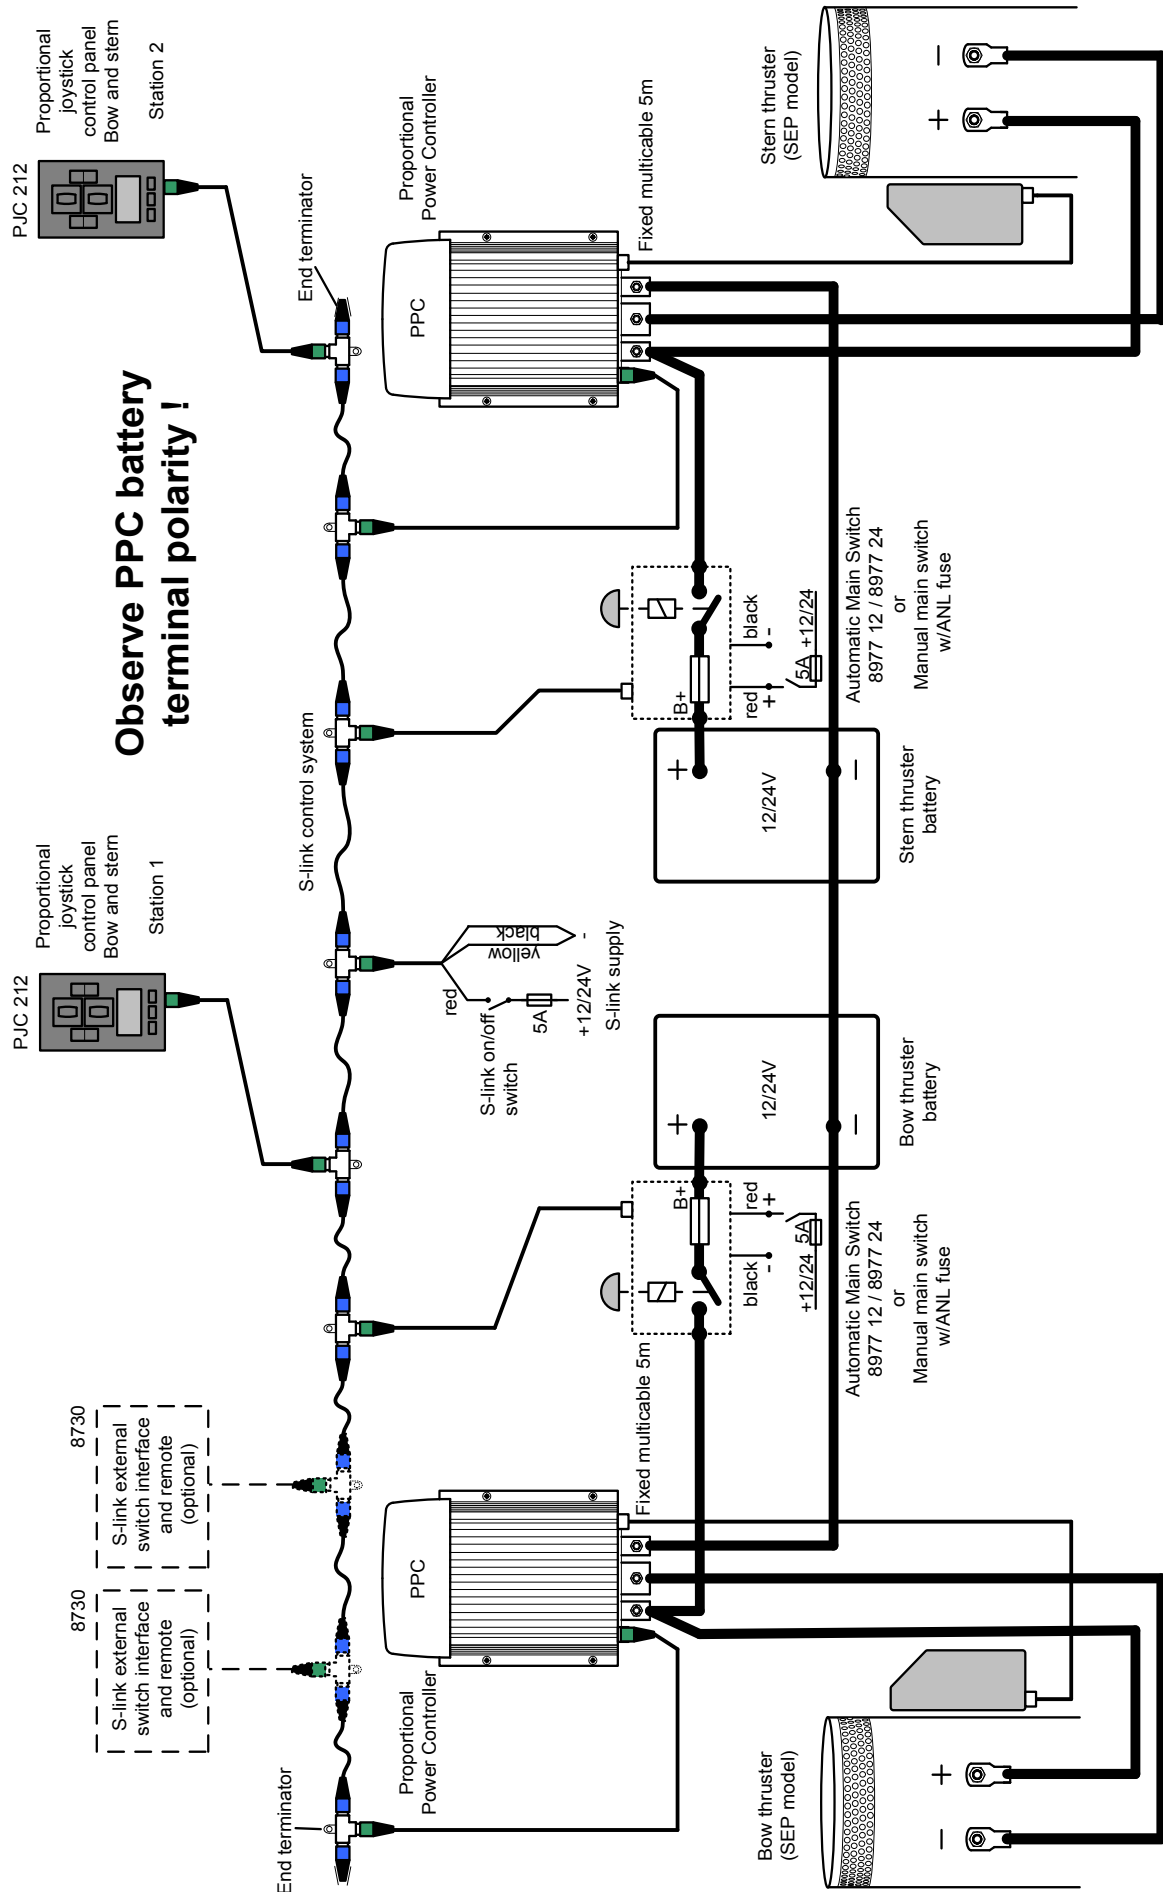 Observe PPC battery
terminal polarity !
8730
S-link external
switch interface
and remote
(optional)
8730
S-link external
switch interface
and remote
(optional)
PJC 212
Proportional
joystick
control panel
Bow and stern
Station 1
PJC 212
Proportional
joystick
control panel
Bow and stern
Station 2
End terminator
S-link control system
End terminator
Proportional
Power Controller
PPC
Fixed multicable 5m
red
yellow
black
S-link on/off
switch
5A
+12/24V
-
S-link supply
Proportional
Power Controller
PPC
Fixed multicable 5m
B+
black
-
red
+
+12/24
5A
Automatic Main Switch
8977 12 / 8977 24
or
Manual main switch
w/ANL fuse
+
12/24V
-
Bow thruster
battery
+
12/24V
-
Stern thruster
battery
B+
red
+
black
-
5A
+12/24
Automatic Main Switch
8977 12 / 8977 24
or
Manual main switch
w/ANL fuse
Bow thruster
(SEP model)
-
+
Stern thruster
(SEP model)
+
-